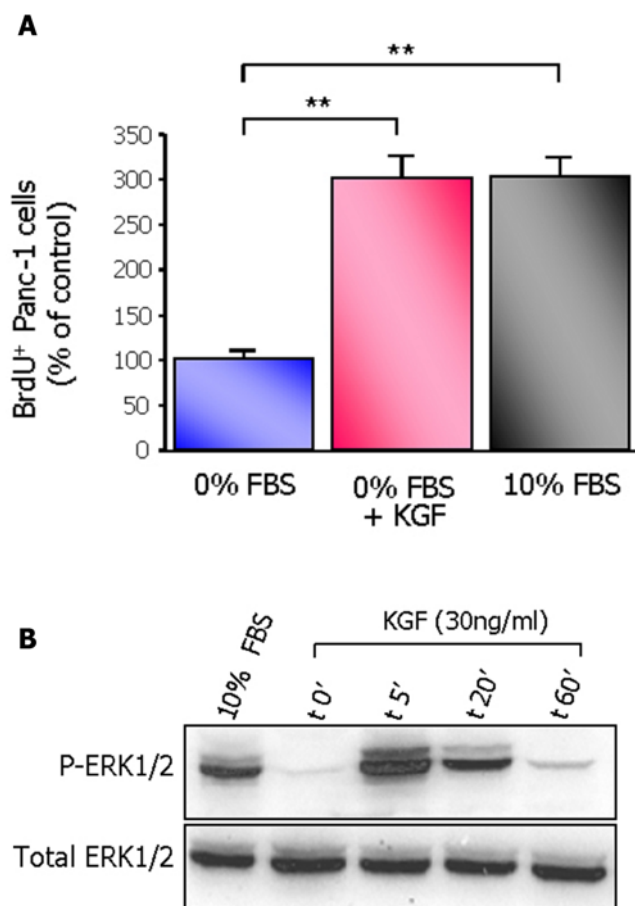 A
**
**
350
300
250
200
150
100
50
0
BrdU⁺ Panc-1 cells
(% of control)
0% FBS
0% FBS
+ KGF
10% FBS
B
KGF (30ng/ml)
10% FBS
t 0'
t 5'
t 20'
t 60'
P-ERK1/2
Total ERK1/2